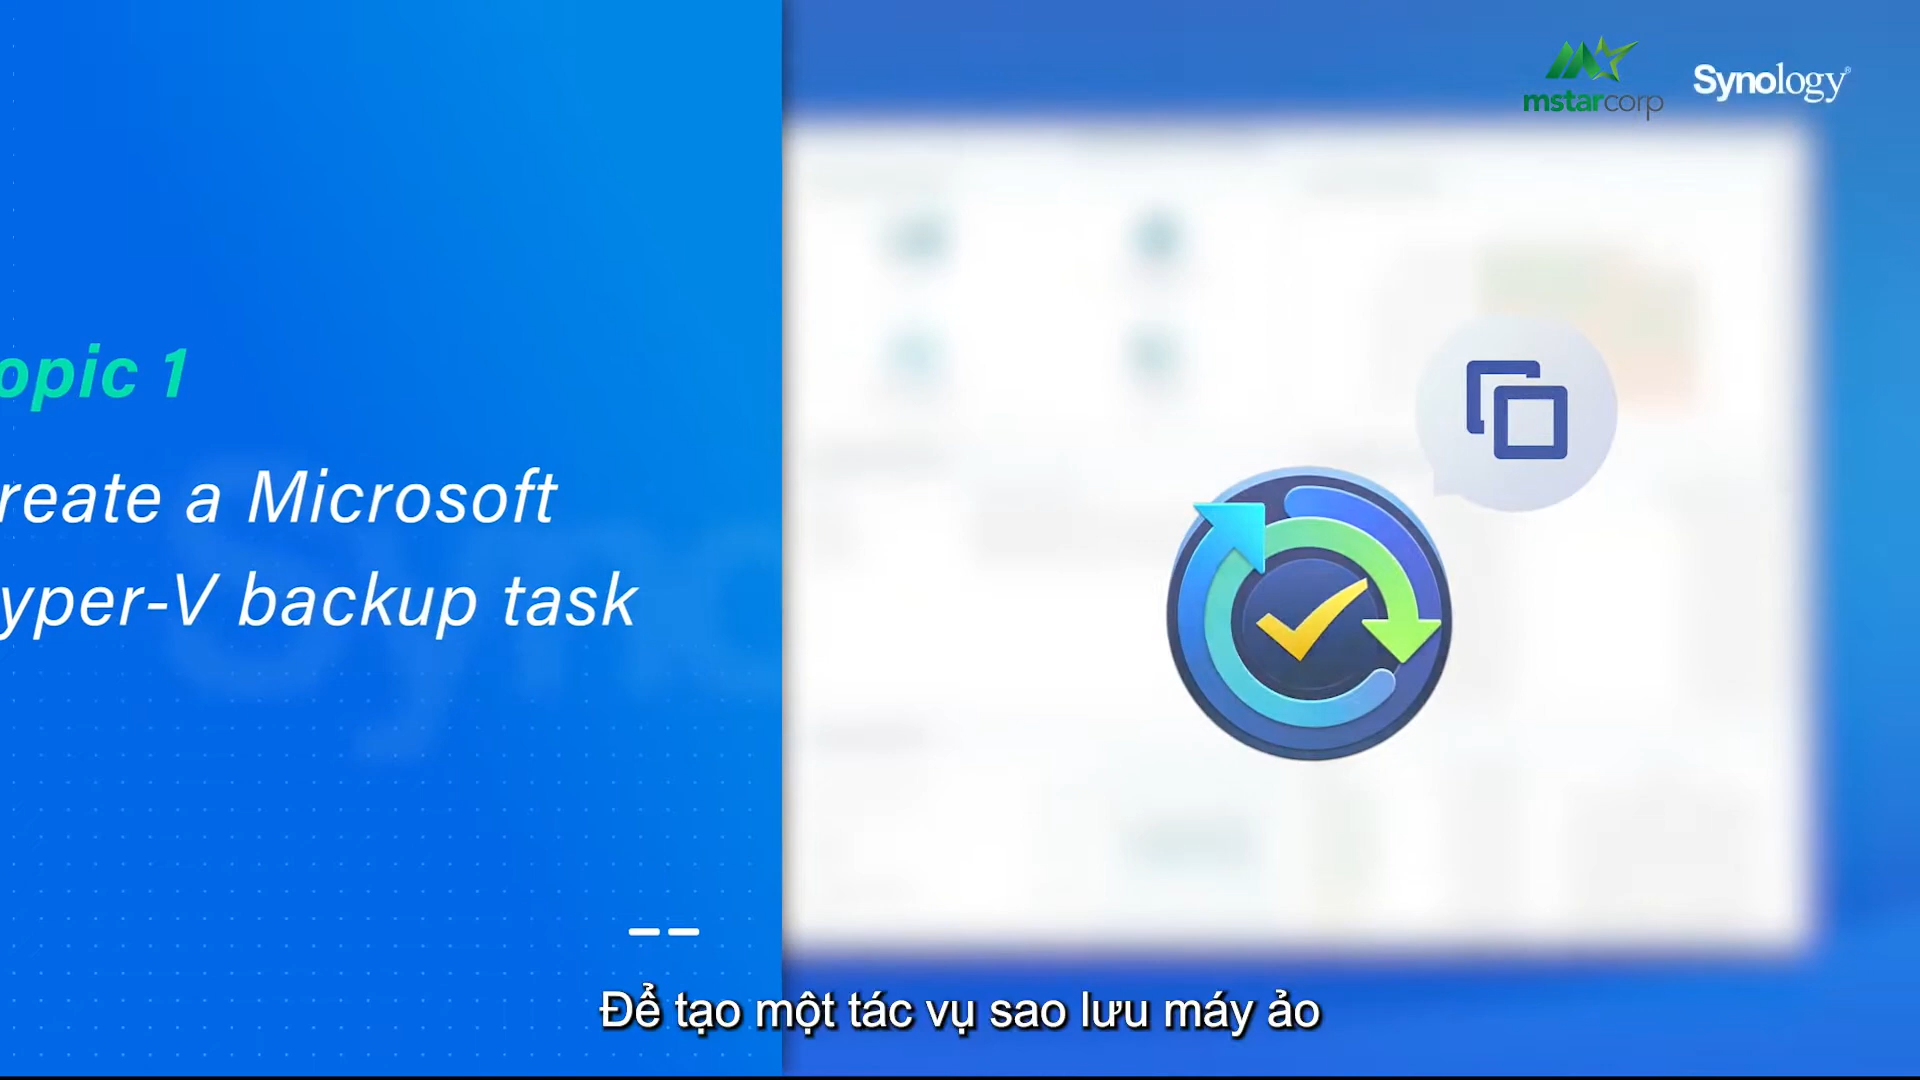 mstarcorp
Synology®
opic 1
reate a Microsoft
yper-V backup task
Để tạo một tác vụ sao lưu máy ảo